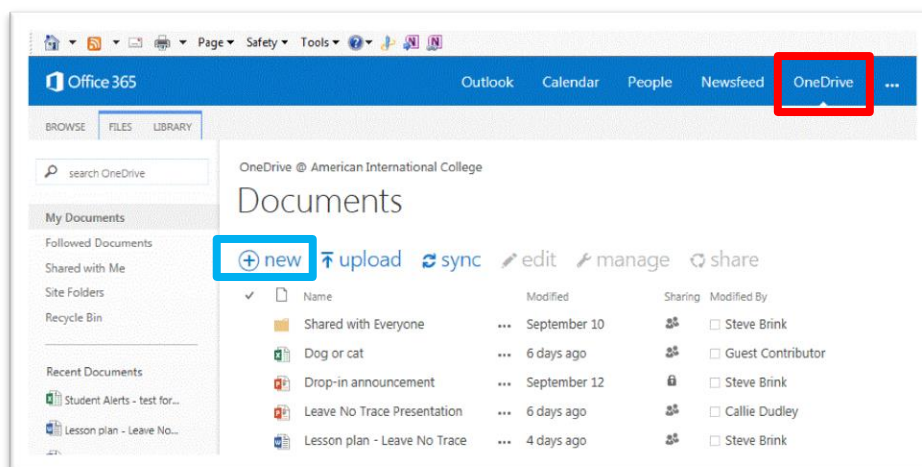 Page Safety Tools
Office 365 Outlook Calendar People Newsfeed OneDrive ...
BROWSE FILES LIBRARY
search OneDrive
My Documents
Followed Documents
Shared with Me
Site Folders
Recycle Bin
Recent Documents
Student Alerts - test for...
Lesson plan - Leave No...
OneDrive @ American International College
Documents
new upload sync edit manage share
Name Modified Sharing Modified By
Shared with Everyone ... September 10 Steve Brink
Dog or cat ... 6 days ago Guest Contributor
Drop-in announcement ... September 12 Steve Brink
Leave No Trace Presentation ... 6 days ago Callie Dudley
Lesson plan - Leave No Trace ... 4 days ago Steve Brink